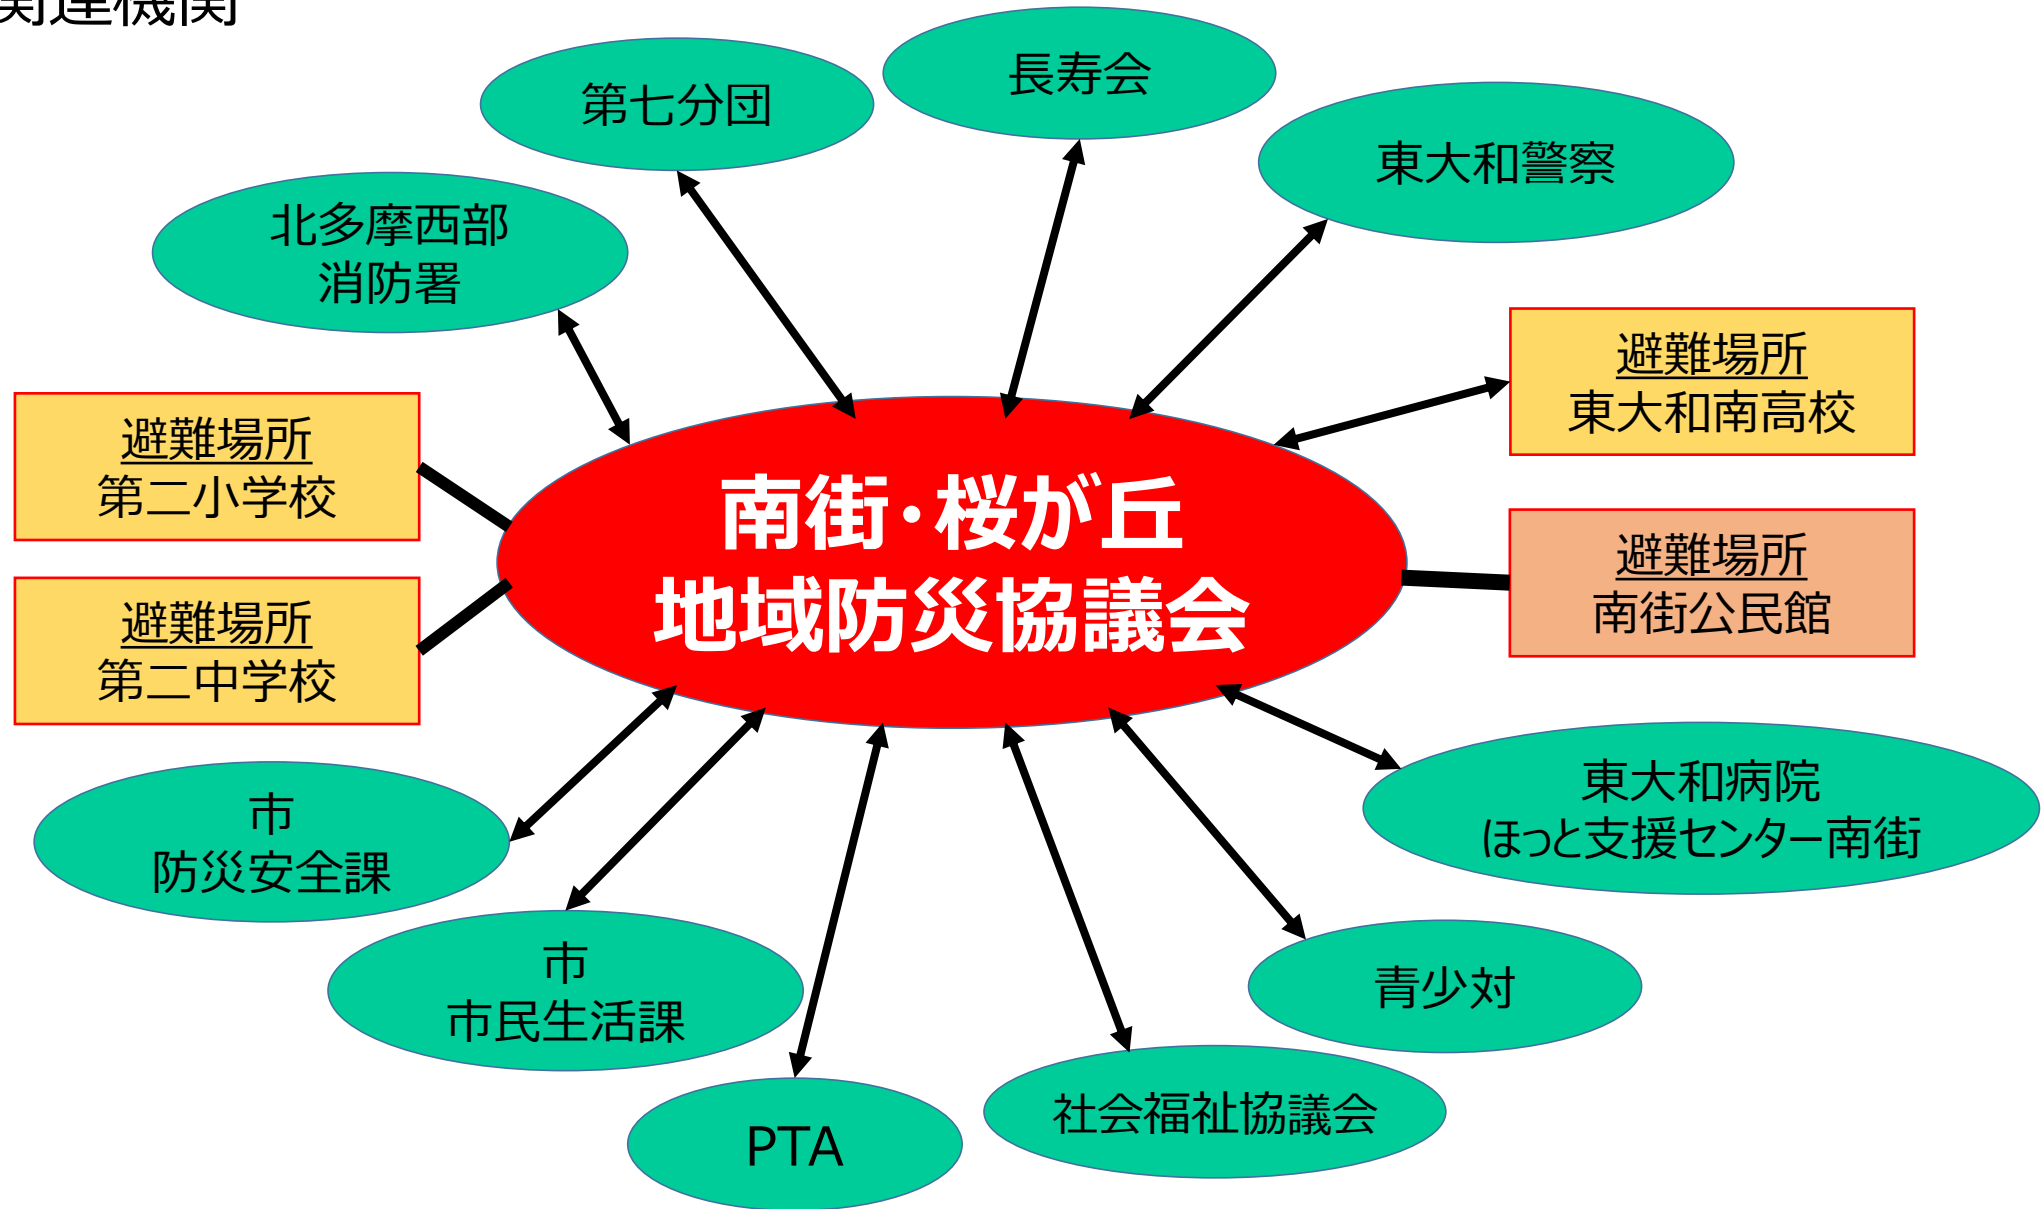 関連機関
長寿会
第七分団
東大和警察
北多摩西部
消防署
避難場所
東大和南高校
避難場所
第二小学校
南街・桜が丘
地域防災協議会
避難場所
南街公民館
避難場所
第二中学校
東大和病院
ほっと支援センター南街
市
防災安全課
市
市民生活課
青少対
社会福祉協議会
PTA